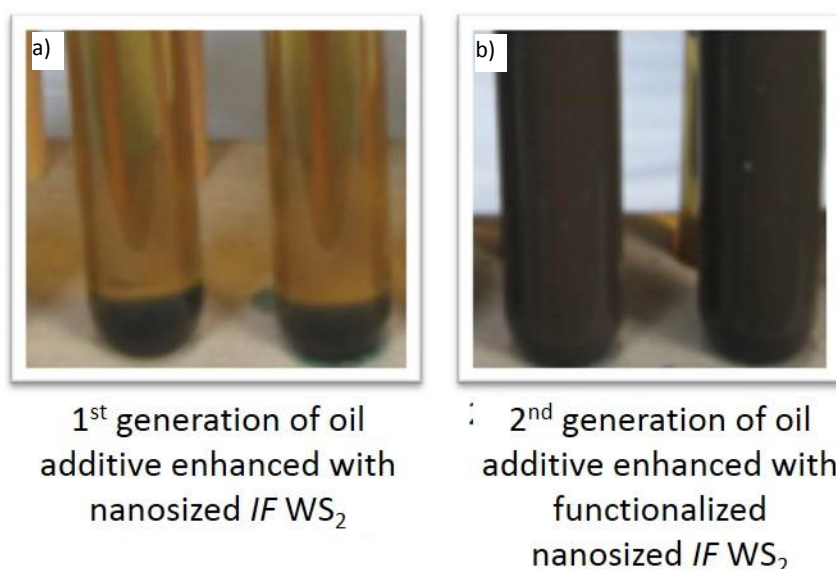 a)
b)
1st generation of oil
additive enhanced with
nanosized IF WS2
2nd generation of oil
additive enhanced with
functionalized
nanosized IF WS2